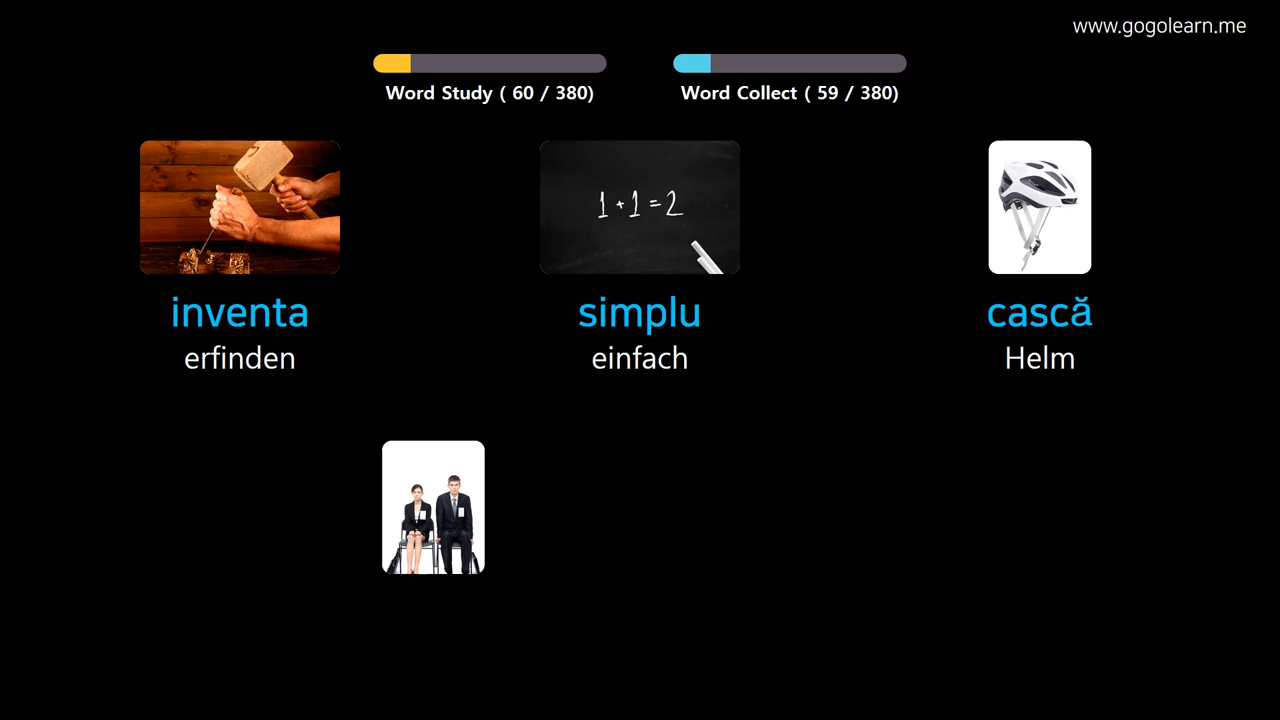 www.gogolearn.me
Word Study ( 60 / 380)
Word Collect ( 59 / 380)
1 + 1 = 2
inventa
simplu
cască
erfinden
einfach
Helm